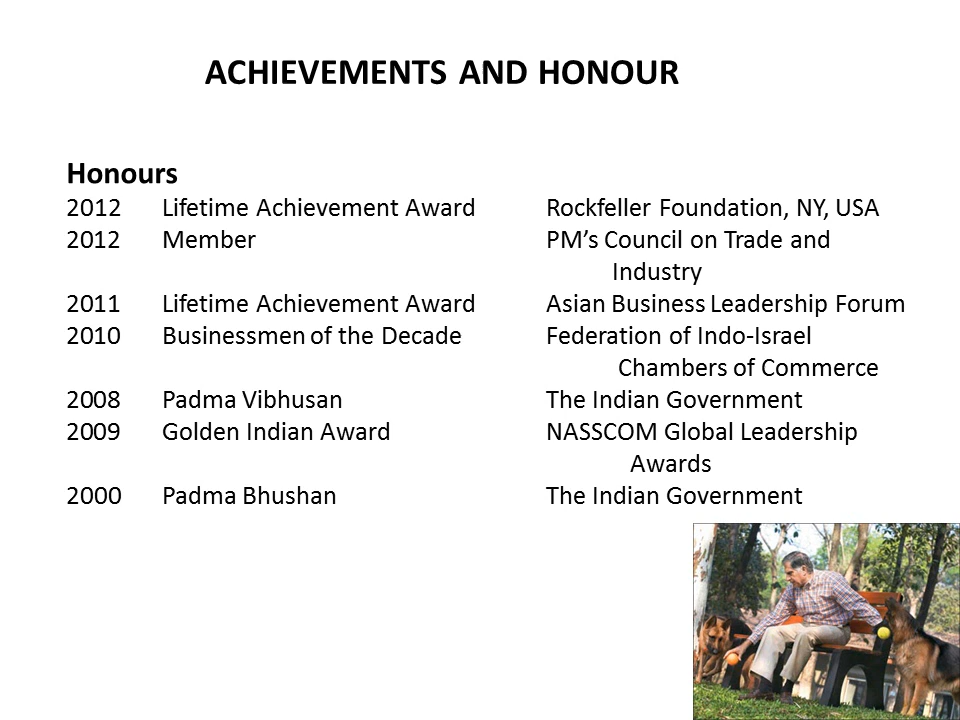 ACHIEVEMENTS AND HONOUR
Honours
2012 Lifetime Achievement Award Rockfeller Foundation, NY, USA
2012 Member PM's Council on Trade and
Industry
2011 Lifetime Achievement Award Asian Business Leadership Forum
2010 Businessmen of the Decade Federation of Indo-Israel
Chambers of Commerce
2008 Padma Vibhusan The Indian Government
2009 Golden Indian Award NASSCOM Global Leadership
Awards
2000 Padma Bhushan The Indian Government